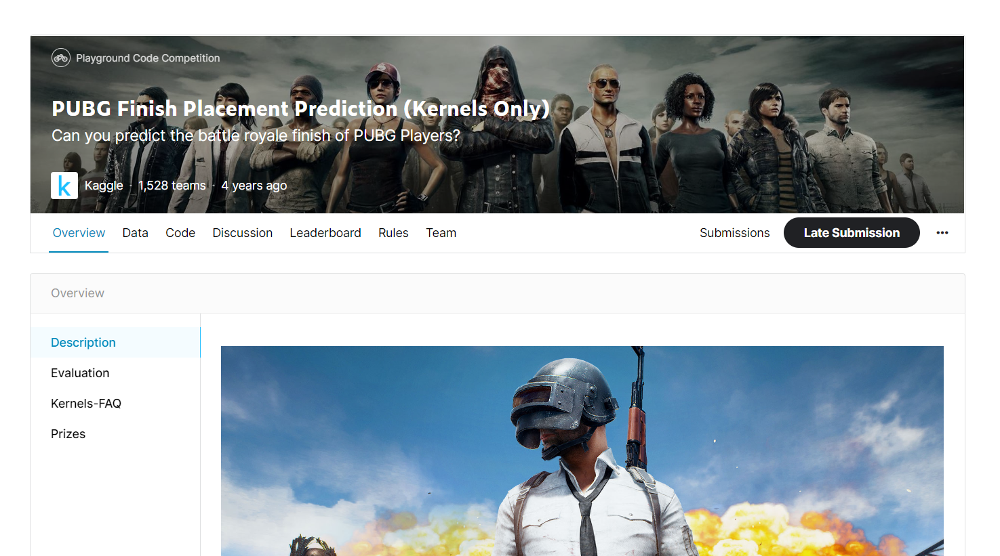 Playground Code Competition
PUBG Finish Placement Prediction (Kernels Only)
Can you predict the battle royale finish of PUBG Players?
k Kaggle · 1,528 teams · 4 years ago
Overview Data Code Discussion Leaderboard Rules Team Submissions Late Submission
Overview
Description
Evaluation
Kernels-FAQ
Prizes